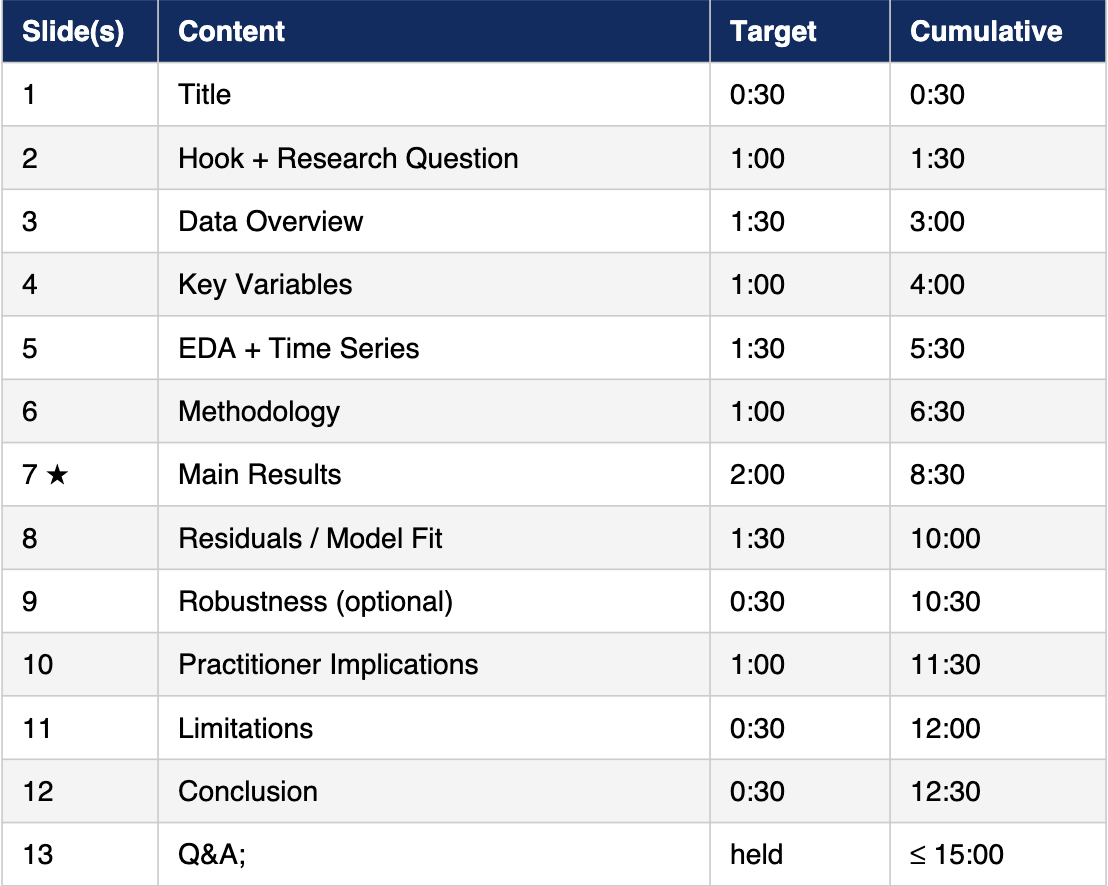 Slide(s) Content Target Cumulative
1 Title 0:30 0:30
2 Hook + Research Question 1:00 1:30
3 Data Overview 1:30 3:00
4 Key Variables 1:00 4:00
5 EDA + Time Series 1:30 5:30
6 Methodology 1:00 6:30
7 ★ Main Results 2:00 8:30
8 Residuals / Model Fit 1:30 10:00
9 Robustness (optional) 0:30 10:30
10 Practitioner Implications 1:00 11:30
11 Limitations 0:30 12:00
12 Conclusion 0:30 12:30
13 Q&A; held ≤ 15:00